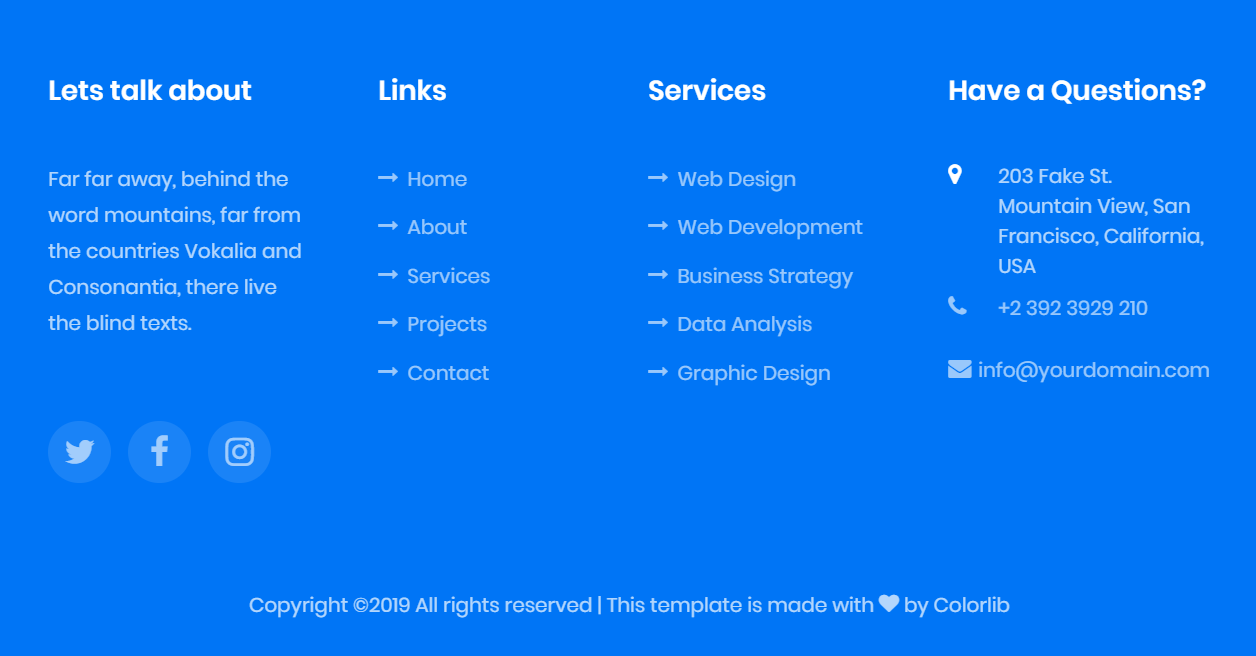 Lets talk about
Far far away, behind the
word mountains, far from
the countries Vokalia and
Consonantia, there live
the blind texts.
Links
Home
About
Services
Projects
Contact
Services
Web Design
Web Development
Business Strategy
Data Analysis
Graphic Design
Have a Questions?
203 Fake St.
Mountain View, San
Francisco, California,
USA
+2 392 3929 210
info@yourdomain.com
Copyright ©2019 All rights reserved | This template is made with ♥ by Colorlib